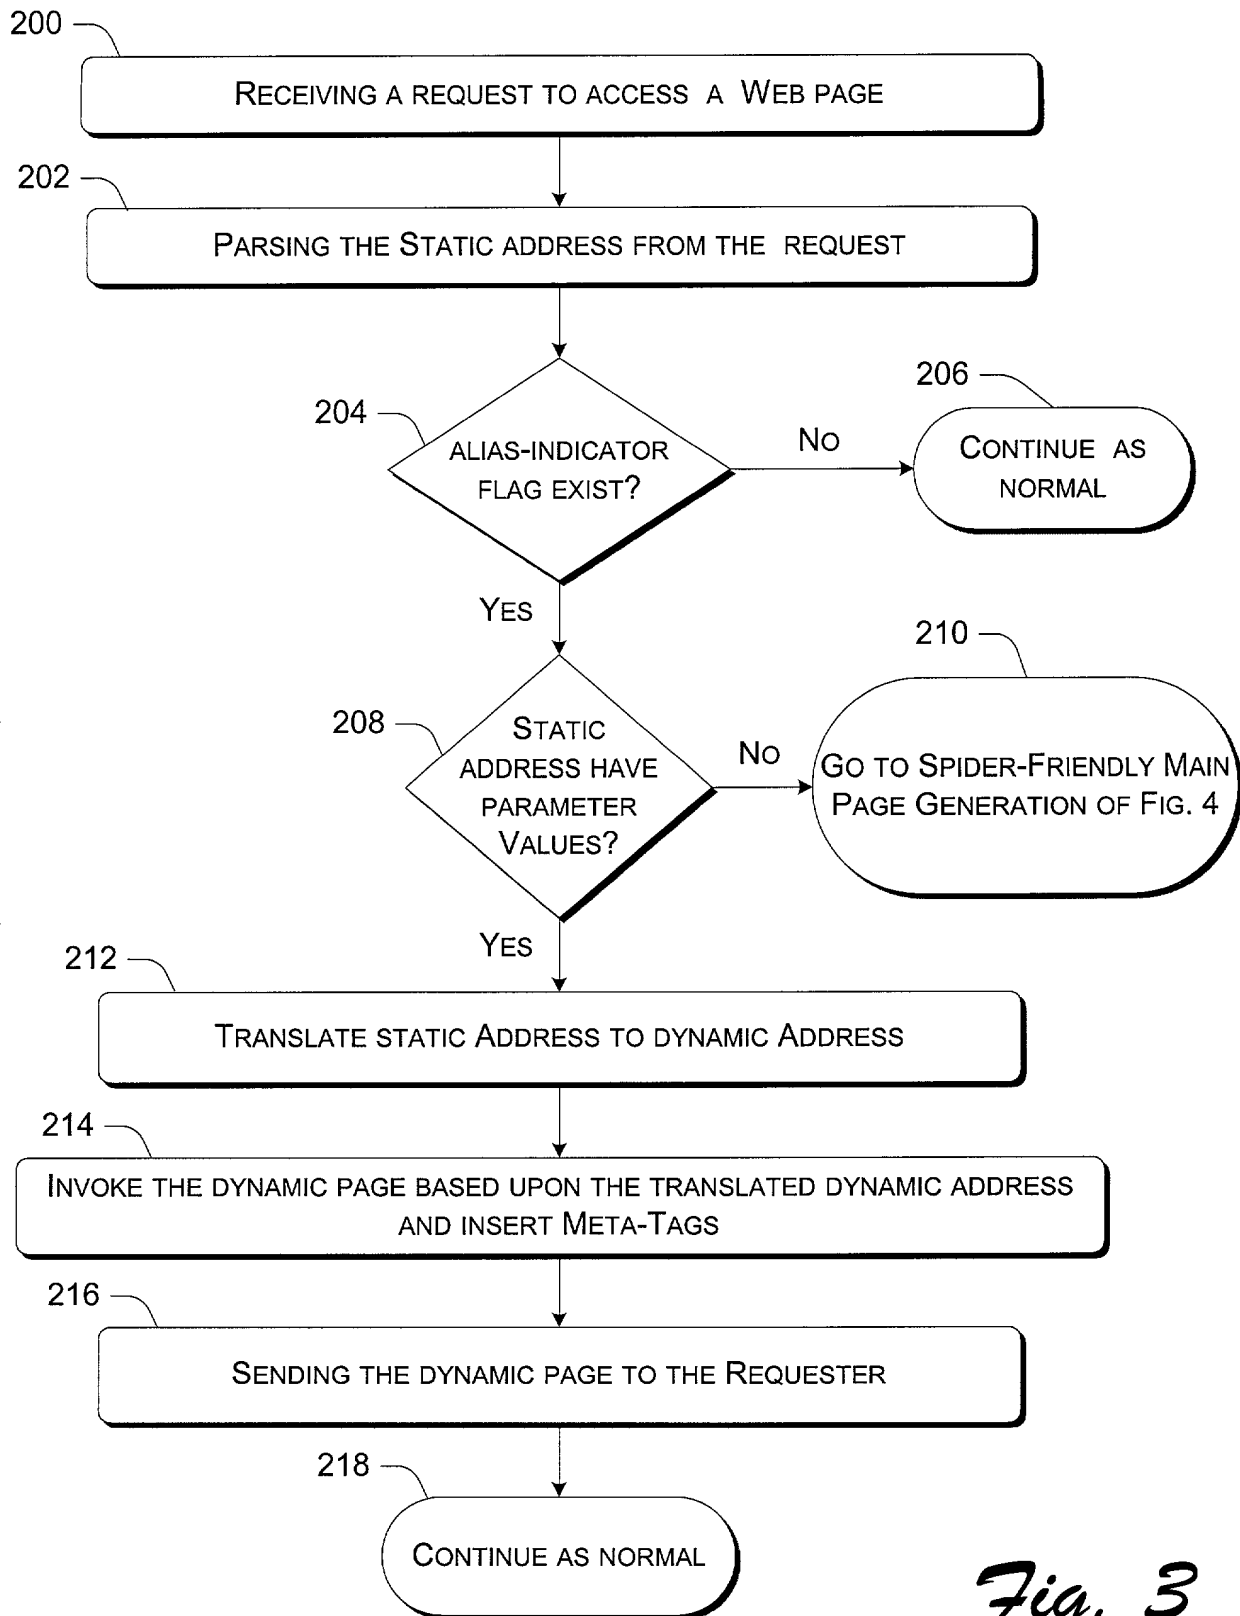 200
RECEIVING A REQUEST TO ACCESS A WEB PAGE
202
PARSING THE STATIC ADDRESS FROM THE REQUEST
204
ALIAS-INDICATOR
FLAG EXIST?
NO
206
CONTINUE AS
NORMAL
YES
208
STATIC
ADDRESS HAVE
PARAMETER
VALUES?
NO
210
GO TO SPIDER-FRIENDLY MAIN
PAGE GENERATION OF FIG. 4
YES
212
TRANSLATE STATIC ADDRESS TO DYNAMIC ADDRESS
214
INVOKE THE DYNAMIC PAGE BASED UPON THE TRANSLATED DYNAMIC ADDRESS
AND INSERT META-TAGS
216
SENDING THE DYNAMIC PAGE TO THE REQUESTER
218
CONTINUE AS NORMAL
Fig. 3